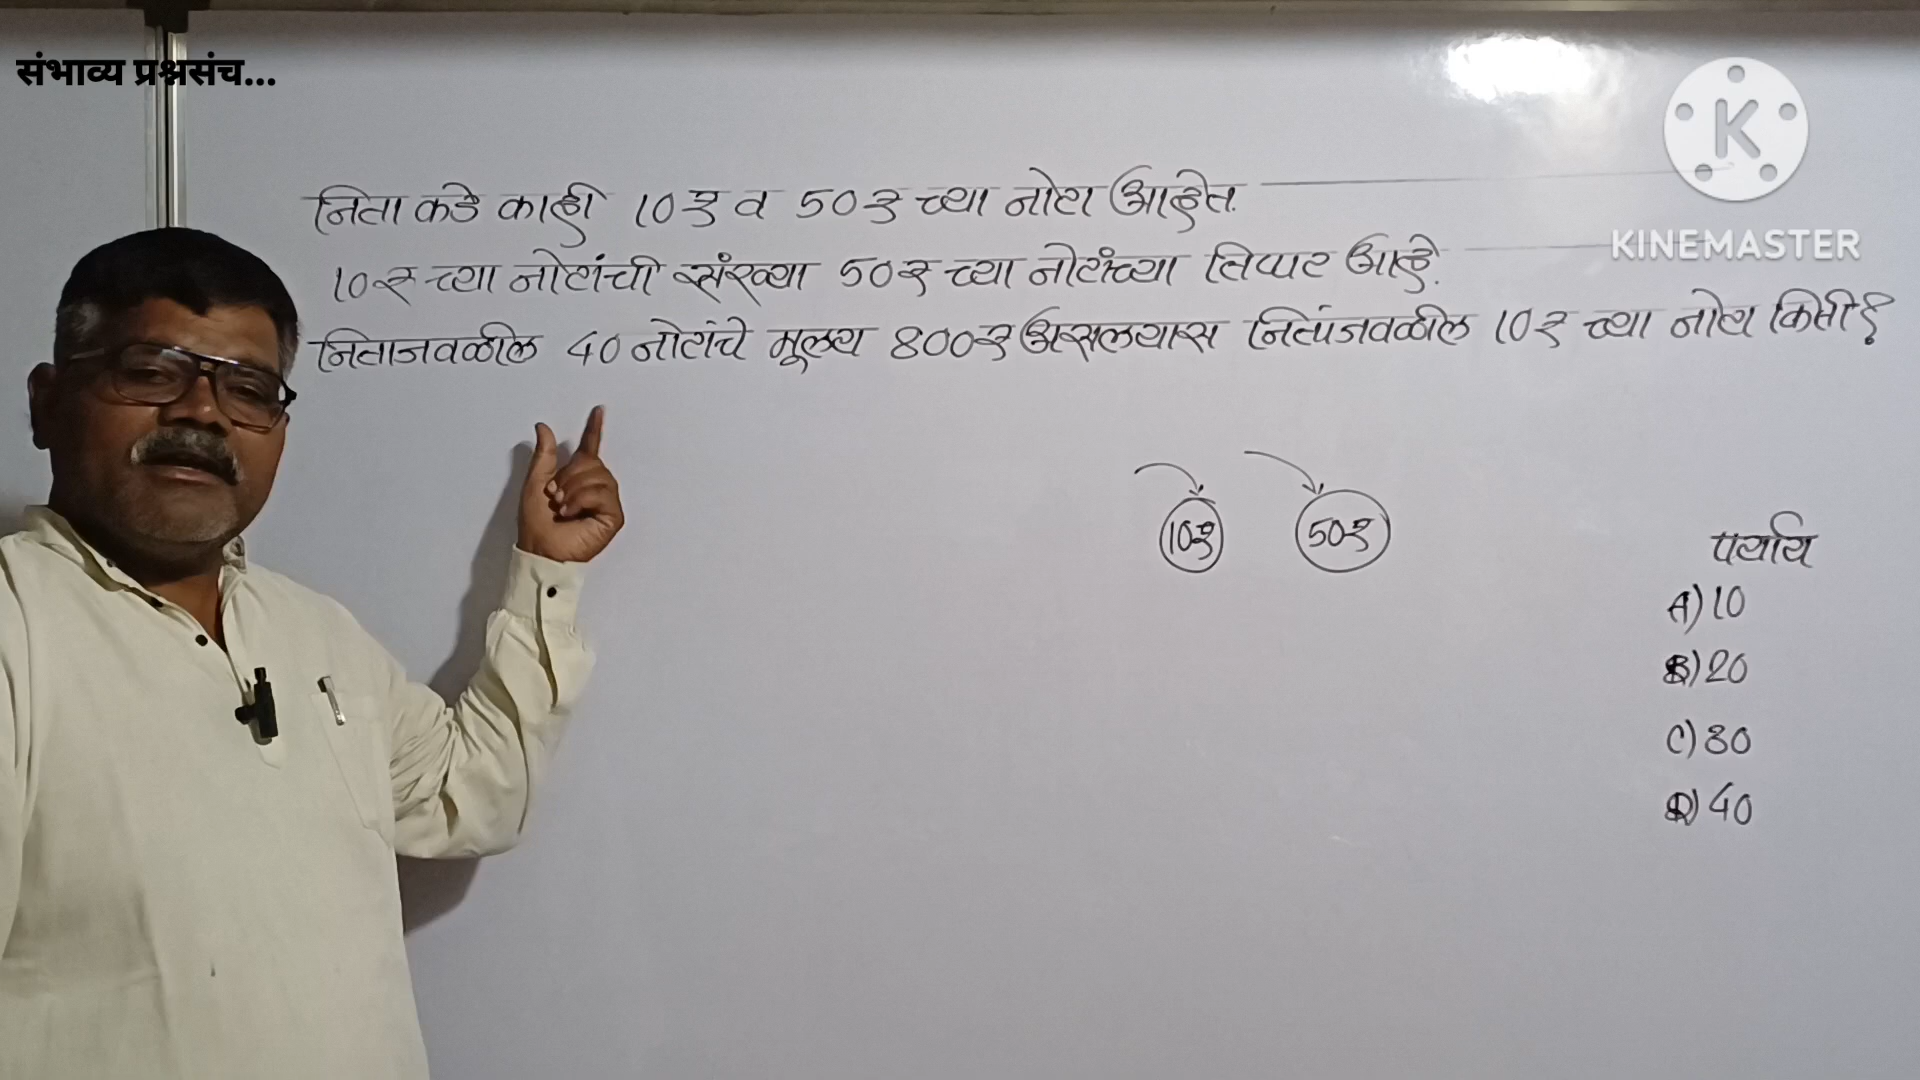 संभाव्य प्रश्नसंच...
KINEMASTER
निता कडे काही 10रु व 50रु च्या नोटा आहेत.
10रु च्या नोटांची संख्या 50रु च्या नोटांच्या तिप्पट आहे.
निताजवळील 40 नोटांचे मूल्य 800रु असल्यास नितांजवळील 10रु च्या नोटा किती?
10रु 50रु
पर्याय
A) 10
B) 20
C) 30
D) 40